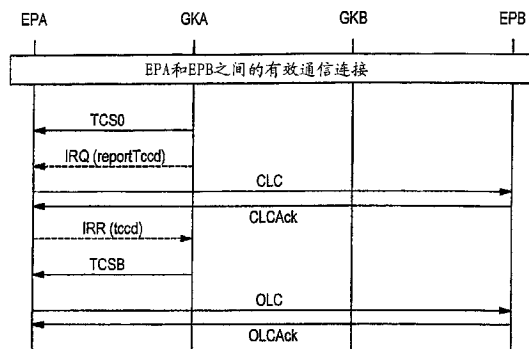 EPA GKA GKB EPB
EPA和EPB之间的有效通信连接
TCS0
IRQ (reportTccd)
CLC
CLCAck
IRR (tccd)
TCSB
OLC
OLCAck